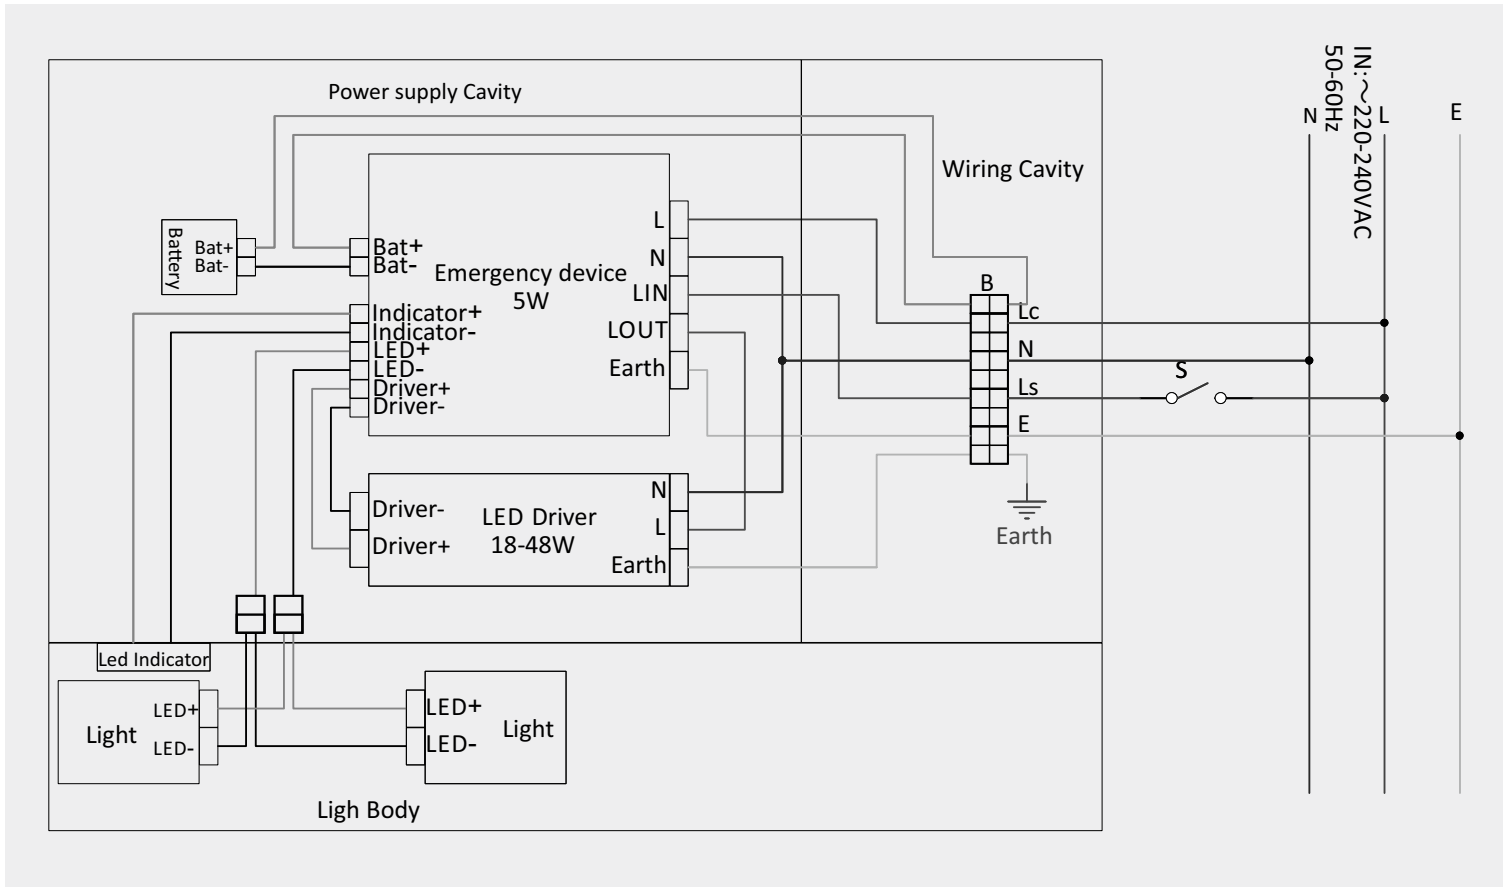 Power supply Cavity
Wiring Cavity
IN:~220-240VAC
50-60Hz
N
L
E
Battery
Bat+
Bat-
Bat+
Bat-
Indicator+
Indicator-
LED+
LED-
Driver+
Driver-
Emergency device
5W
L
N
LIN
LOUT
Earth
B
Lc
N
Ls
E
S
Earth
Driver-
Driver+
LED Driver
18-48W
N
L
Earth
Led Indicator
Light
LED+
LED-
LED+
LED-
Light
Ligh Body